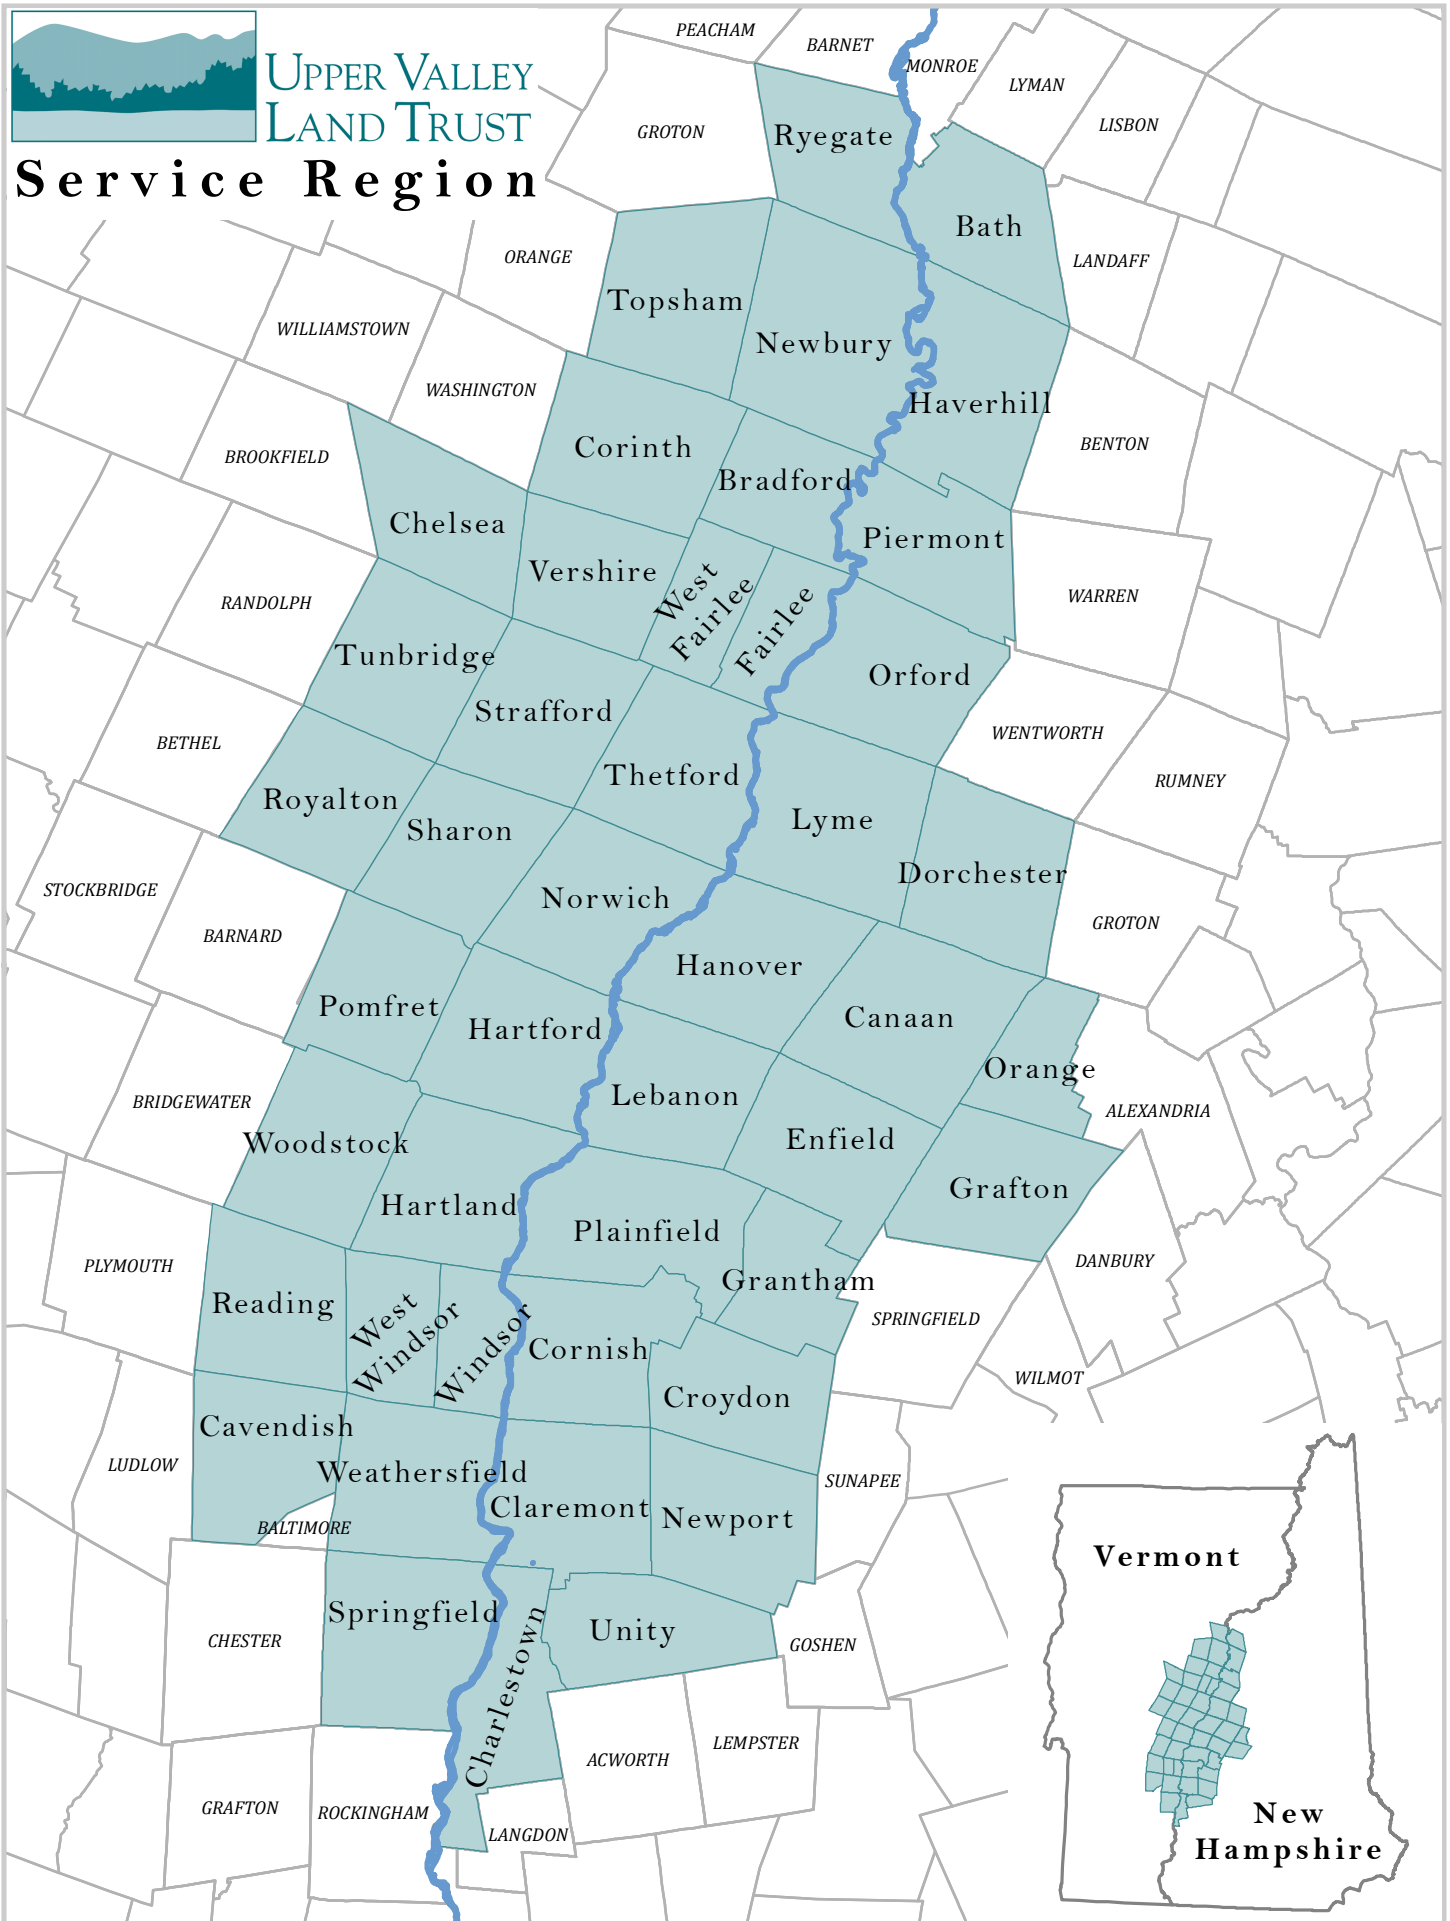 UPPER VALLEY
LAND TRUST
Service Region
PEACHAM
BARNET
MONROE
LYMAN
LISBON
GROTON
Ryegate
Bath
LANDAFF
ORANGE
Topsham
WILLIAMSTOWN
Newbury
WASHINGTON
Haverhill
BENTON
Corinth
BROOKFIELD
Bradford
Chelsea
Piermont
Vershire
West
Fairlee
Fairlee
WARREN
RANDOLPH
Tunbridge
Orford
Strafford
WENTWORTH
BETHEL
Thetford
RUMNEY
Royalton
Lyme
Sharon
Dorchester
STOCKBRIDGE
Norwich
GROTON
BARNARD
Hanover
Pomfret
Canaan
Hartford
Orange
Lebanon
BRIDGEWATER
ALEXANDRIA
Woodstock
Enfield
Grafton
Hartland
Plainfield
PLYMOUTH
DANBURY
Grantham
Reading
West
Windsor
Windsor
SPRINGFIELD
Cornish
WILMOT
Croydon
Cavendish
LUDLOW
Weathersfield
SUNAPEE
Claremont
Newport
BALTIMORE
Vermont
Springfield
Unity
CHESTER
GOSHEN
Charlestown
LEMPSTER
ACWORTH
GRAFTON
ROCKINGHAM
LANGDON
New
Hampshire